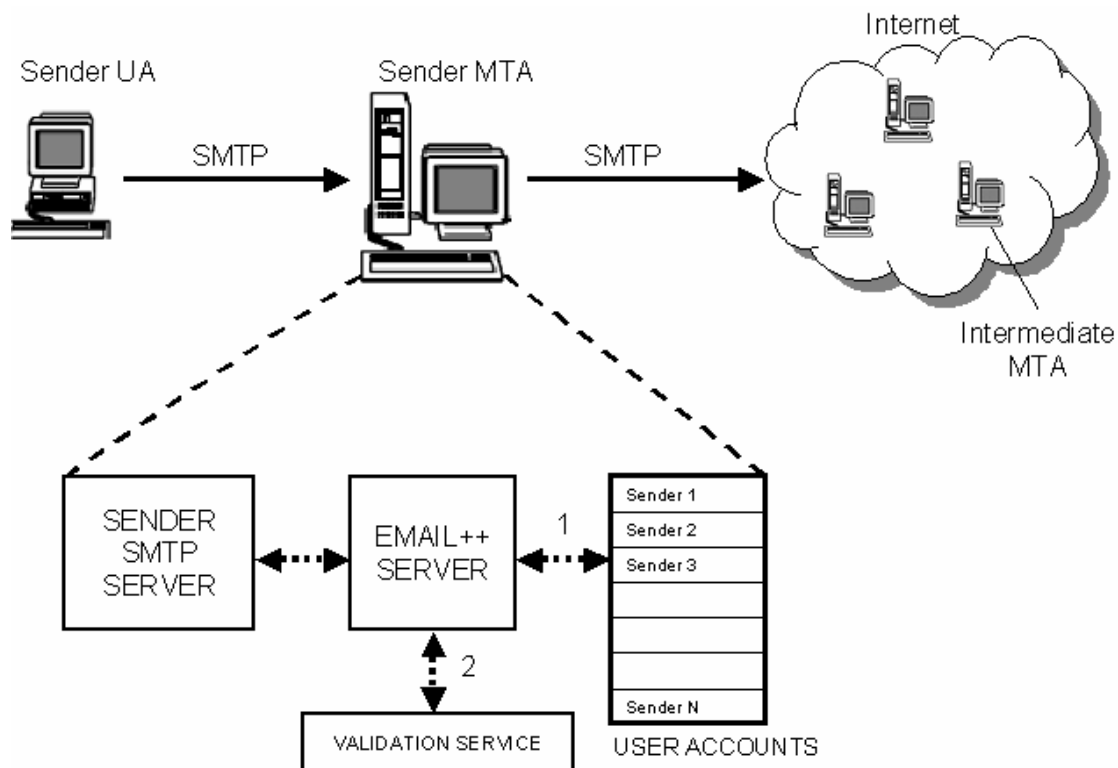 Internet
Sender UA
Sender MTA
SMTP
SMTP
Intermediate
MTA
SENDER
SMTP
SERVER
EMAIL++
SERVER
1
Sender 1
Sender 2
Sender 3
Sender N
2
VALIDATION SERVICE
USER ACCOUNTS